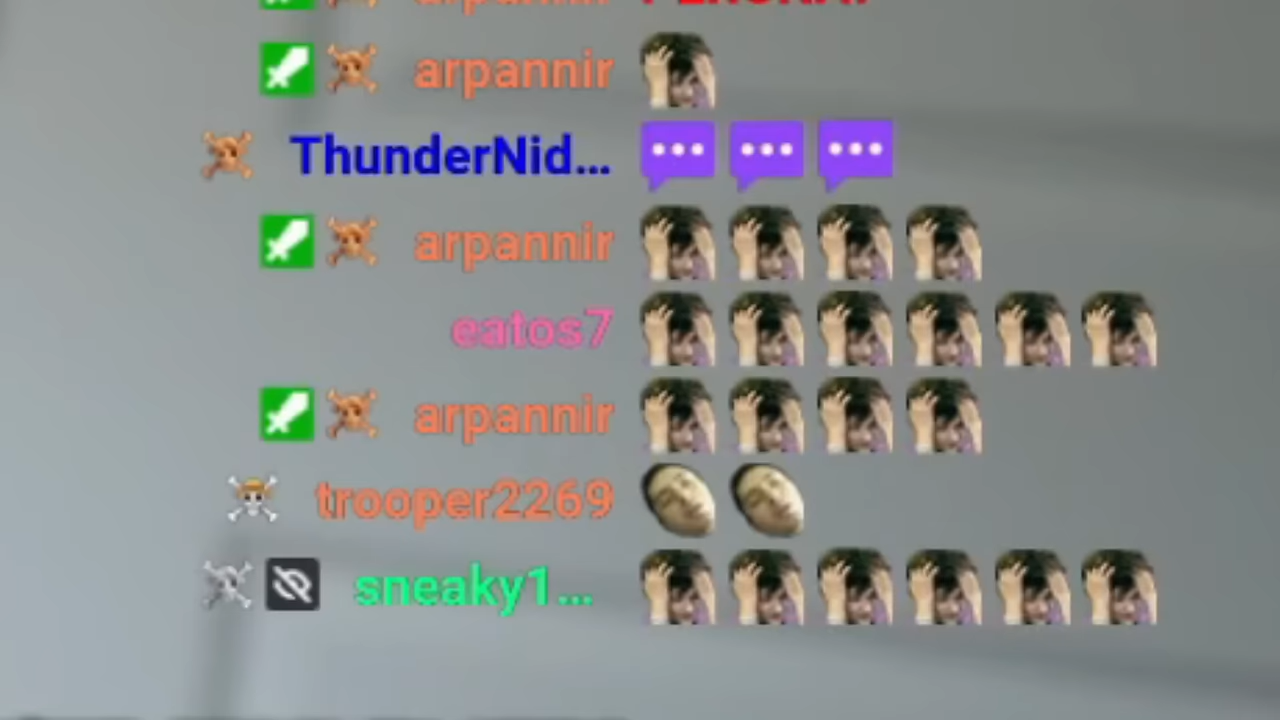 arpannir
ThunderNid...
arpannir
eatos7
arpannir
trooper2269
sneaky1...